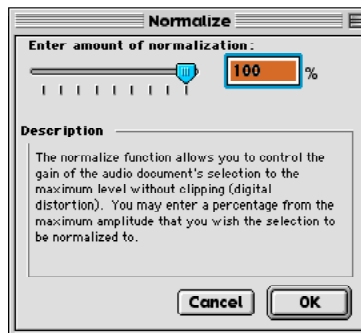 Normalize
Enter amount of normalization:
100 %
Description
The normalize function allows you to control the
gain of the audio document's selection to the
maximum level without clipping (digital
distortion). You may enter a percentage from the
maximum amplitude that you wish the selection to
be normalized to.
Cancel OK